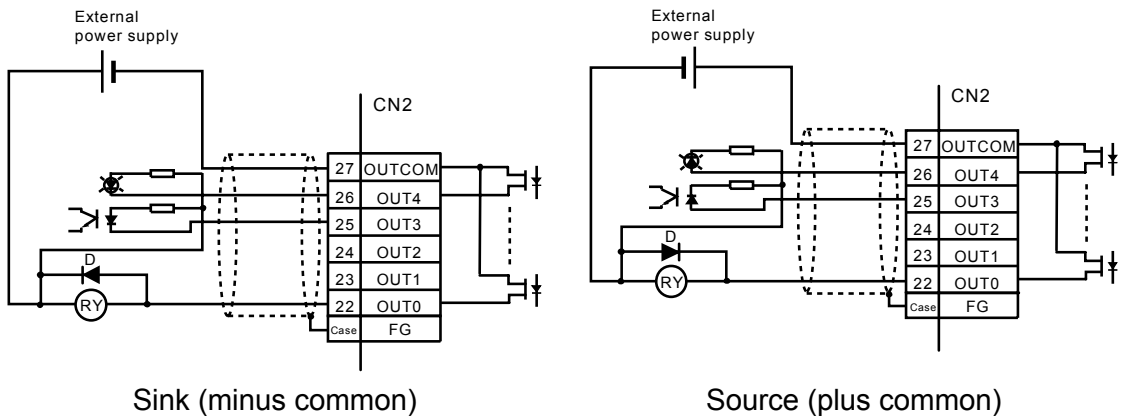 External
power supply
CN2
27 OUTCOM
26 OUT4
25 OUT3
24 OUT2
23 OUT1
22 OUT0
Case FG
D
RY
Sink (minus common)
External
power supply
CN2
27 OUTCOM
26 OUT4
25 OUT3
24 OUT2
23 OUT1
22 OUT0
Case FG
D
RY
Source (plus common)